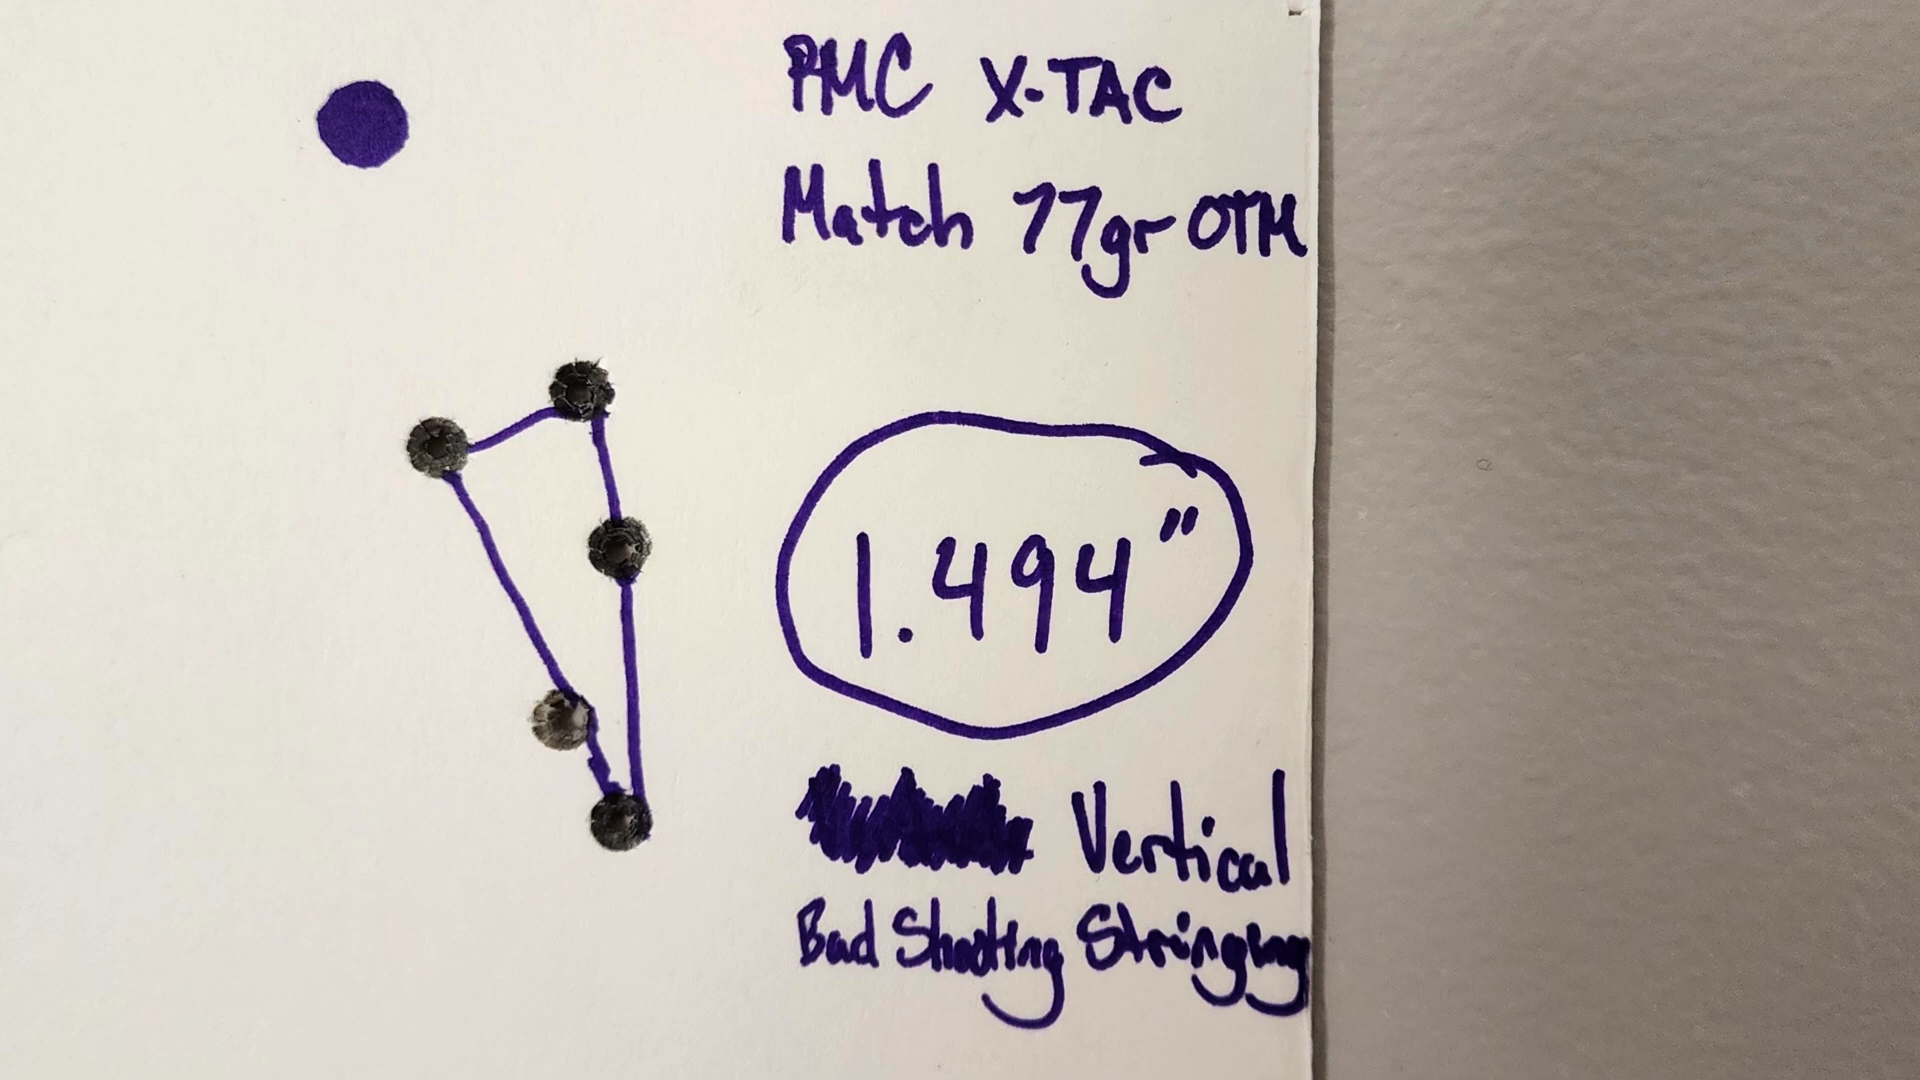 PMC X-TAC
Match 77gr OTM
1.494"
Vertical
Bad Shooting Stringing